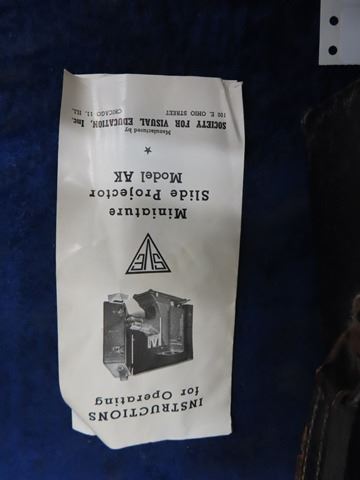 INSTRUCTIONS
for Operating
SVE
Miniature
Slide Projector
Model AK
Manufactured by
SOCIETY FOR VISUAL EDUCATION, Inc.
100 E. OHIO STREET CHICAGO 11, ILL.